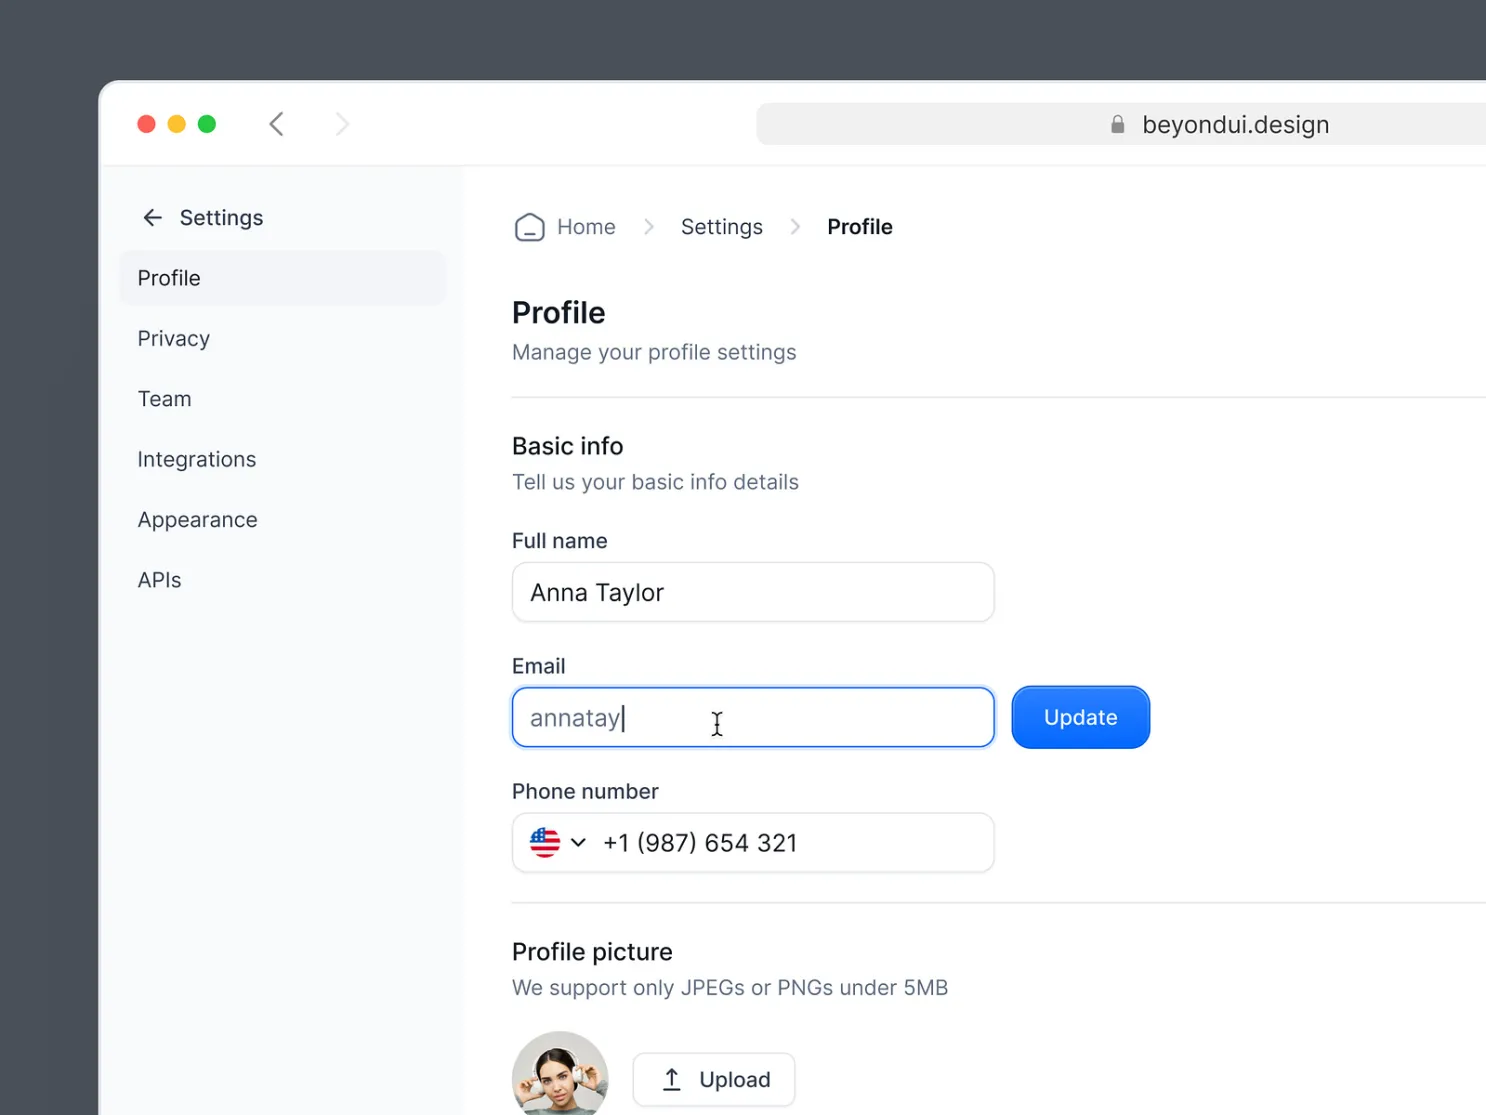 beyondui.design
Settings
Profile
Privacy
Team
Integrations
Appearance
APIs
Home Settings Profile
Profile
Manage your profile settings
Basic info
Tell us your basic info details
Full name
Anna Taylor
Email
annatay
Update
Phone number
+1 (987) 654 321
Profile picture
We support only JPEGs or PNGs under 5MB
Upload